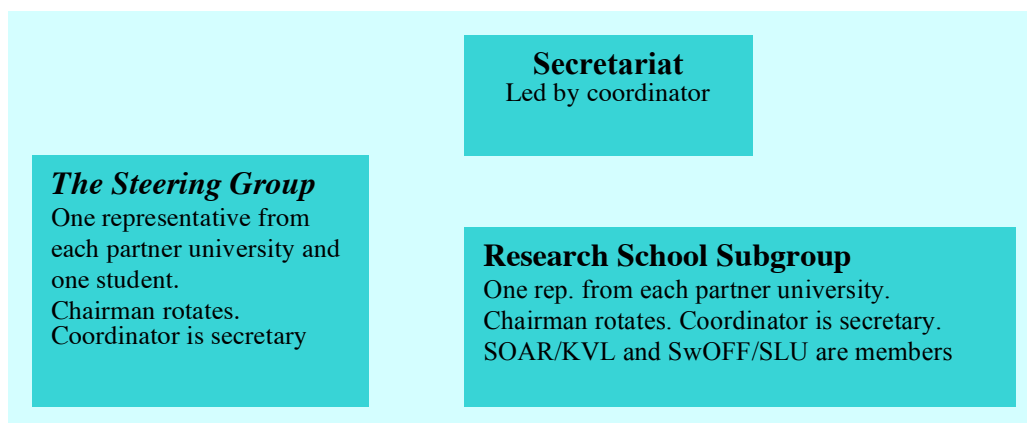 Secretariat
Led by coordinator
The Steering Group
One representative from
each partner university and
one student.
Chairman rotates.
Coordinator is secretary
Research School Subgroup
One rep. from each partner university.
Chairman rotates. Coordinator is secretary.
SOAR/KVL and SwOFF/SLU are members